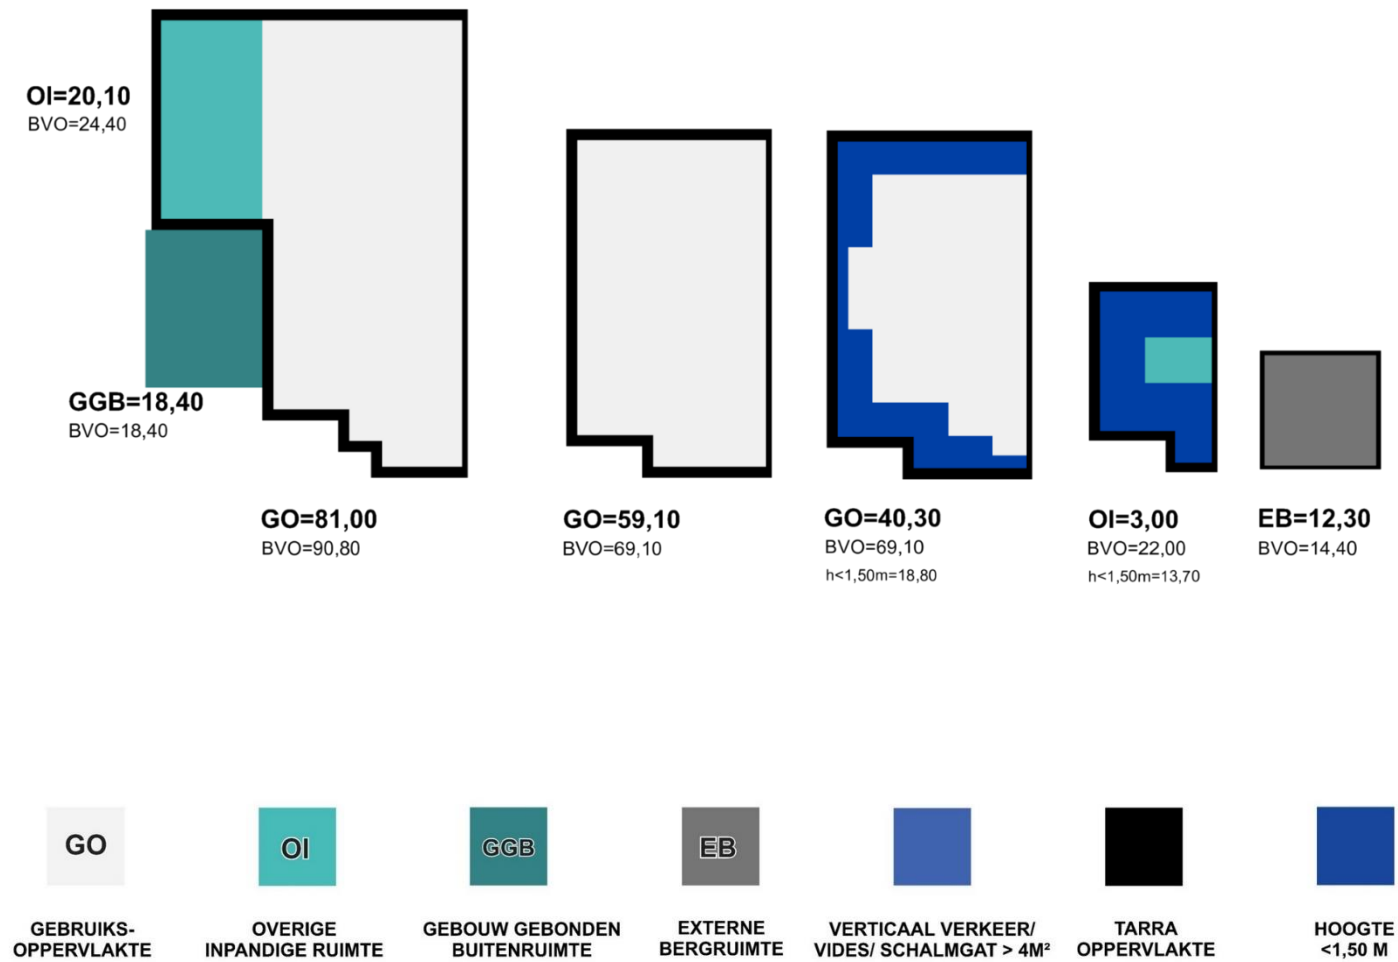 OI=20,10
BVO=24,40
GGB=18,40
BVO=18,40
GO=81,00
BVO=90,80
GO=59,10
BVO=69,10
GO=40,30
BVO=69,10
h<1,50m=18,80
OI=3,00
BVO=22,00
h<1,50m=13,70
EB=12,30
BVO=14,40
GO
GEBRUIKS-
OPPERVLAKTE
OI
OVERIGE
INPANDIGE RUIMTE
GGB
GEBOUW GEBONDEN
BUITENRUIMTE
EB
EXTERNE
BERGRUIMTE
VERTICAAL VERKEER/
VIDES/ SCHALMGAT > 4M²
TARRA
OPPERVLAKTE
HOOGTE
<1,50 M